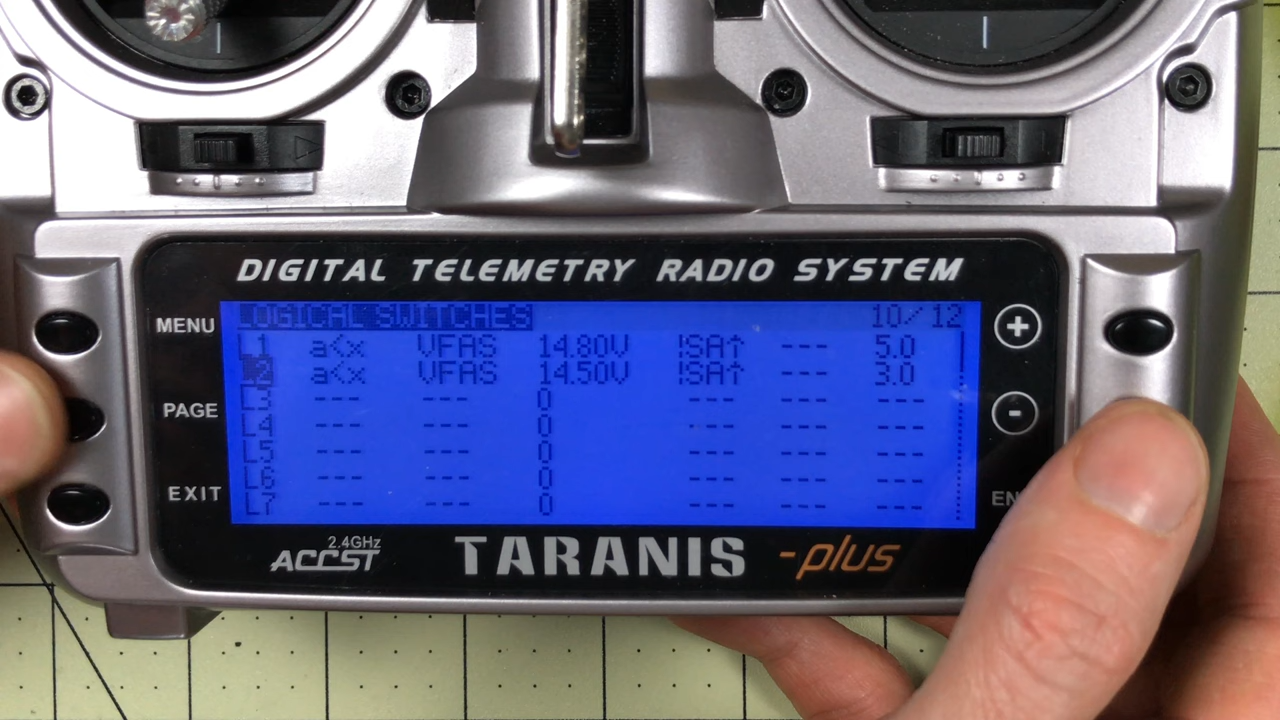 DIGITAL TELEMETRY RADIO SYSTEM
MENU
PAGE
EXIT
LOGICAL SWITCHES 10/12
L1 a<x VFAS 14.80V !SA↑ --- 5.0
L2 a<x VFAS 14.50V !SA↑ --- 3.0
L3 --- --- 0 --- --- ---
L4 --- --- 0 --- --- ---
L5 --- --- 0 --- --- ---
L6 --- --- 0 --- --- ---
L7 --- --- 0 --- --- ---
+
-
EN
2.4GHz
ACCST TARANIS -plus